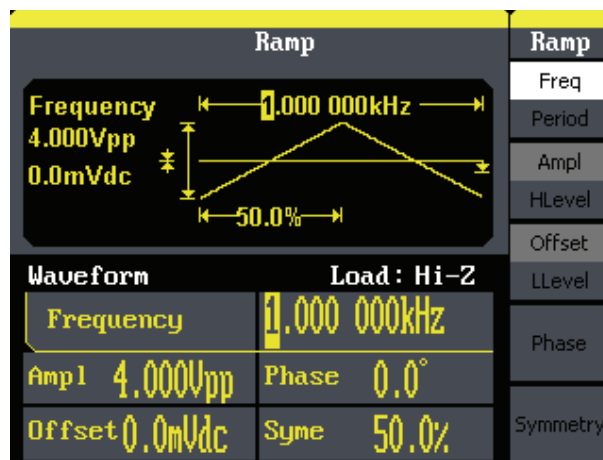 Ramp
Frequency 1.000 000kHz
4.000Vpp
0.0mVdc
50.0%
Waveform Load: Hi-Z
Frequency 1.000 000kHz
Ampl 4.000Vpp Phase 0.0°
Offset 0.0mVdc Syme 50.0%
Ramp
Freq
Period
Ampl
HLevel
Offset
LLevel
Phase
Symmetry